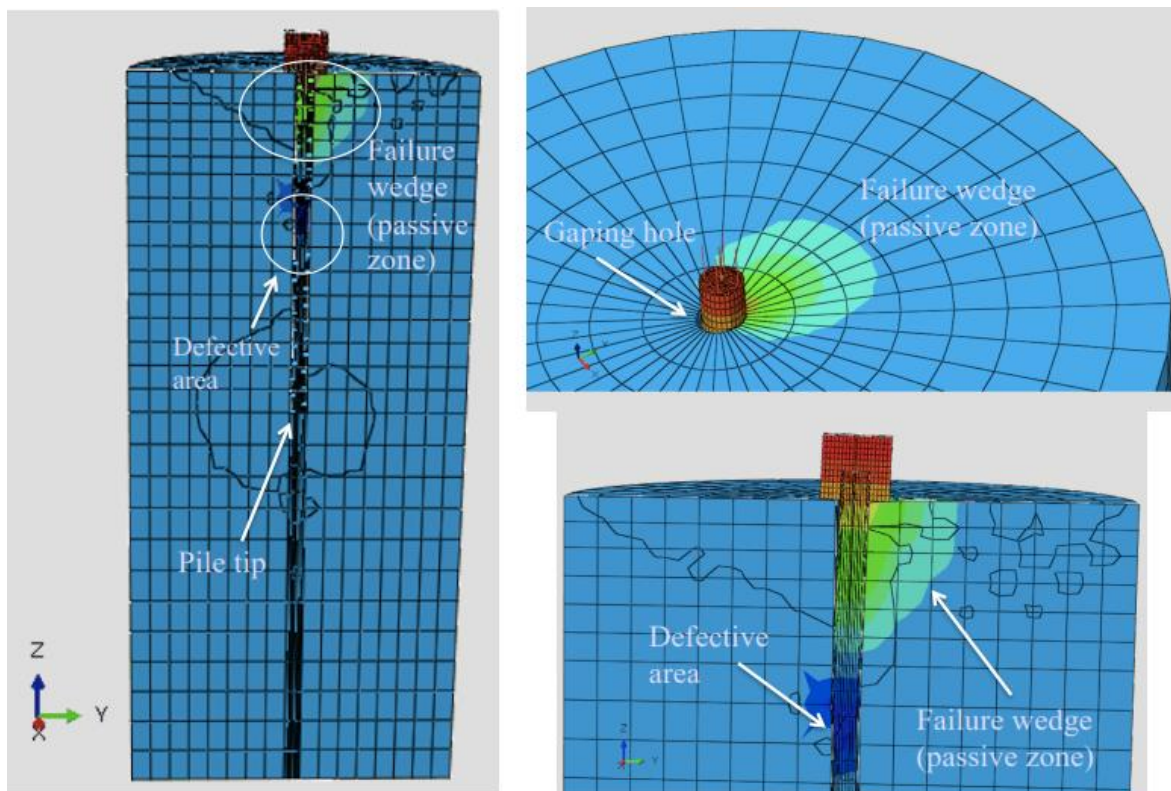 Failure
wedge
(passive
zone)
Defective
area
Pile tip
Z
Y
X
Failure wedge
(passive zone)
Gaping hole
Z
Y
X
Defective
area
Failure wedge
(passive zone)
Z
Y